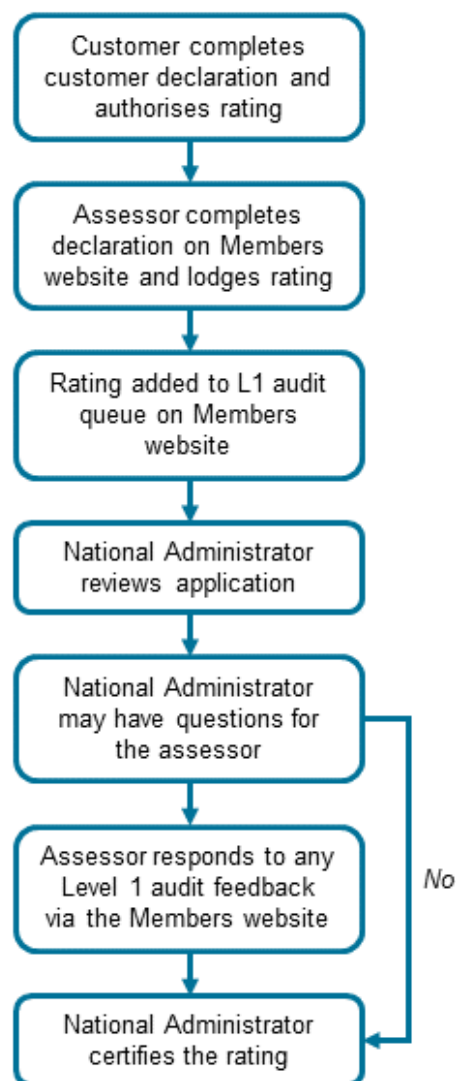 Customer completes
customer declaration and
authorises rating
Assessor completes
declaration on Members
website and lodges rating
Rating added to L1 audit
queue on Members
website
National Administrator
reviews application
National Administrator
may have questions for
the assessor
Assessor responds to any
Level 1 audit feedback
via the Members website
No
National Administrator
certifies the rating